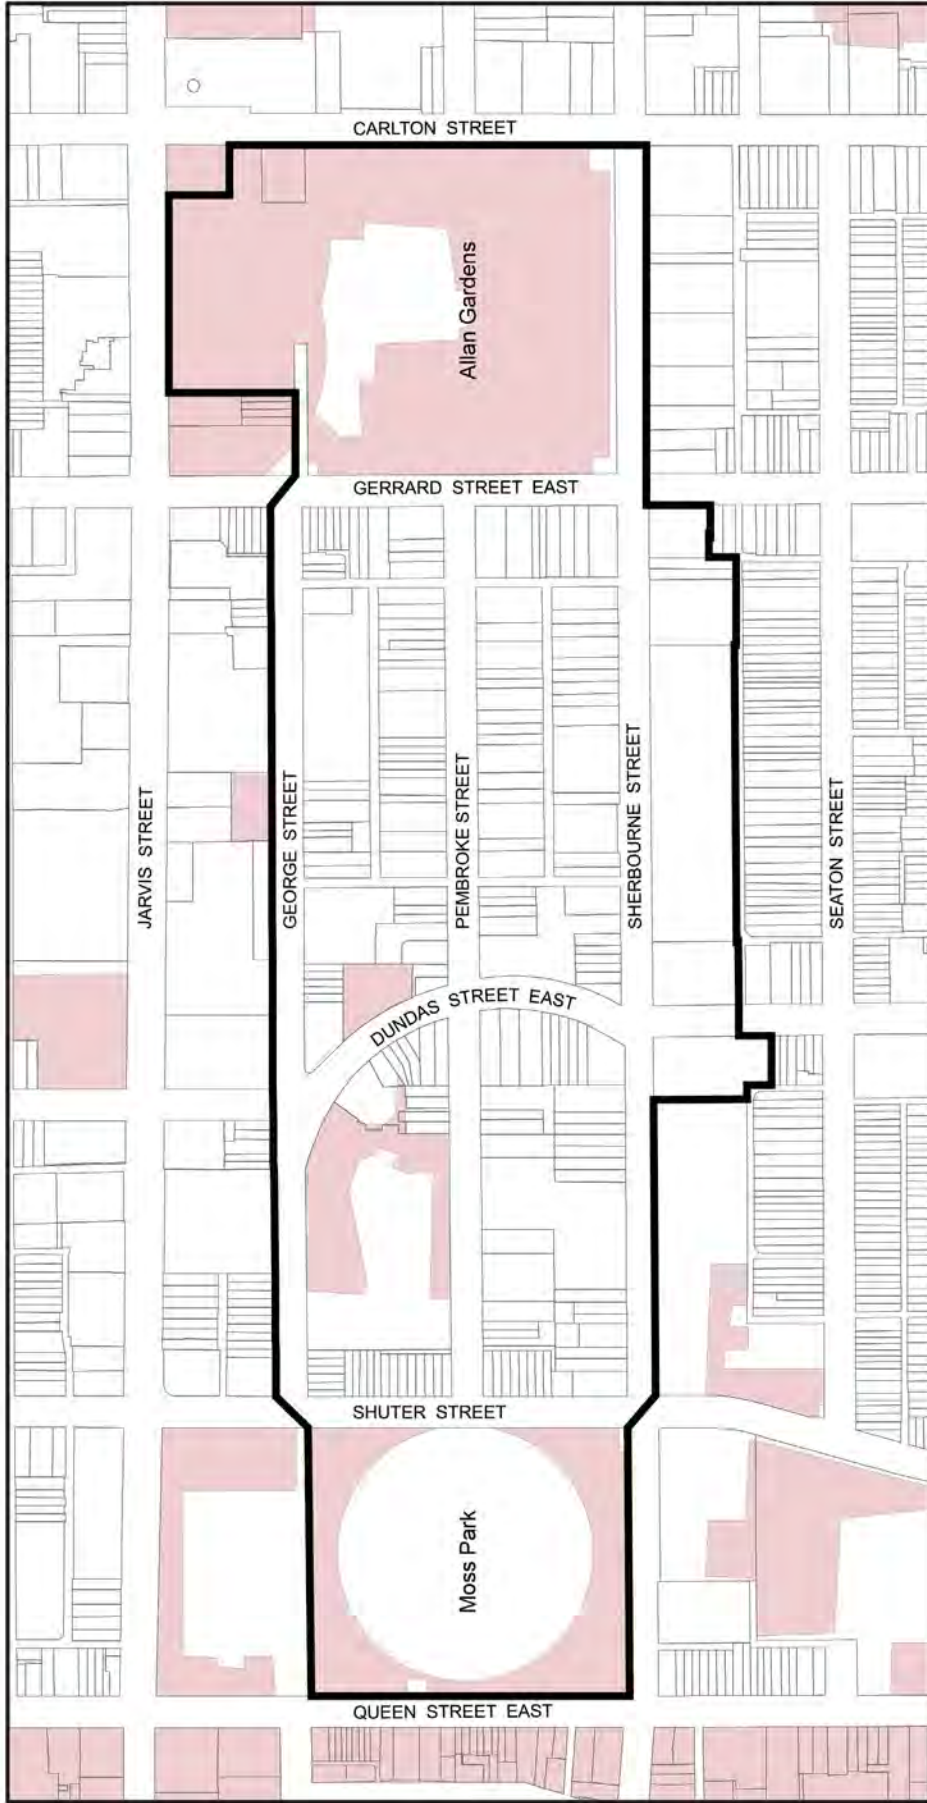 CARLTON STREET
Allan Gardens
GERRARD STREET EAST
JARVIS STREET
GEORGE STREET
PEMBROKE STREET
SHERBOURNE STREET
SEATON STREET
DUNDAS STREET EAST
SHUTER STREET
Moss Park
QUEEN STREET EAST